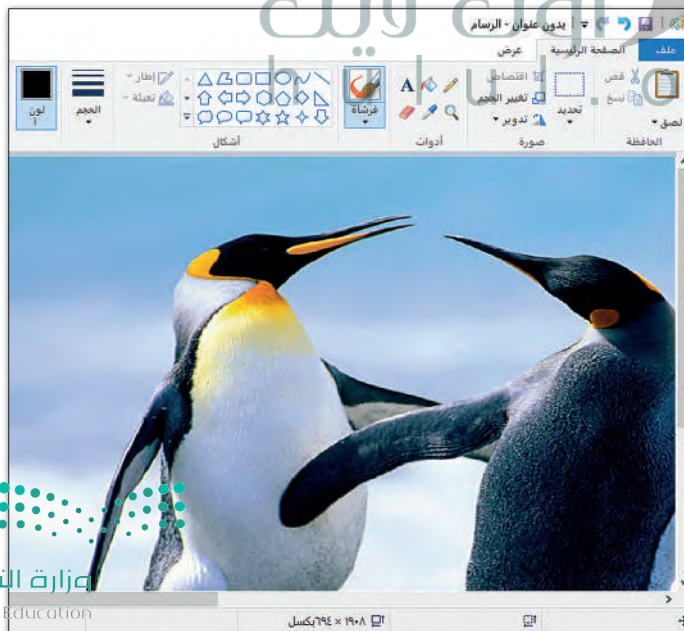 بدون عنوان - الرسام
ملف الصفحة الرئيسية عرض
قص
نسخ
لصق
الحافظة
تحديد
اقتصاص
تغيير الحجم
تدوير
صورة
A
أدوات
فرشاة
إطار
تعبئة
أشكال
الحجم
لون
١
١٩٠٨ × ٦٩٤بكسل
وزارة
Education